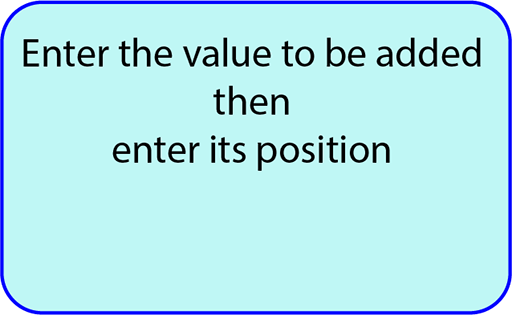 Enter the value to be added
then
enter its position